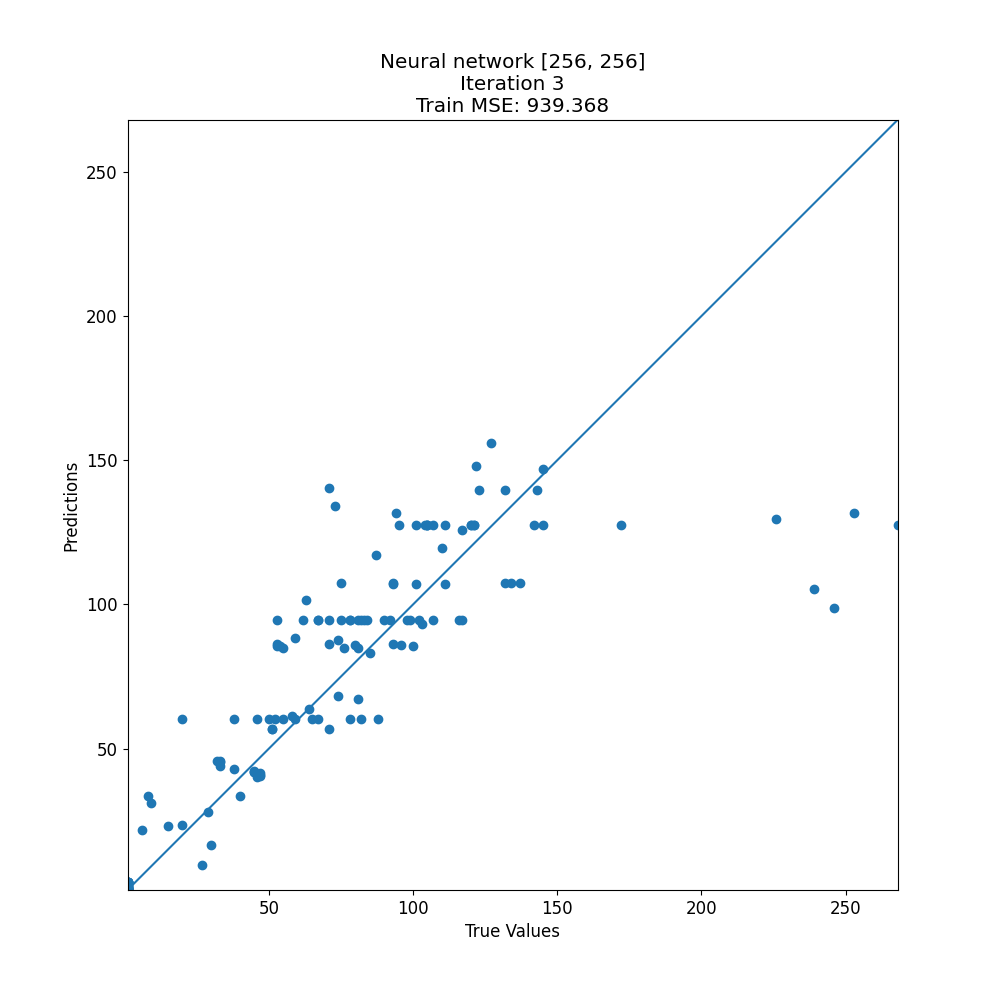 Neural network [256, 256]
Iteration 3
Train MSE: 939.368
250
200
150
100
50
Predictions
50 100 150 200 250
True Values